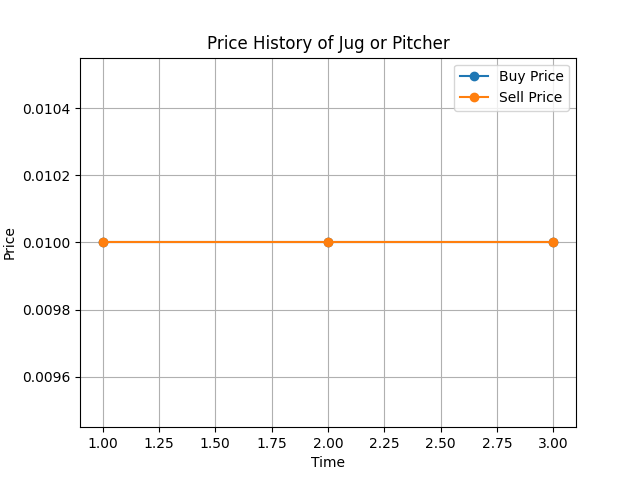 Price History of Jug or Pitcher
Buy Price
Sell Price
Price
0.0104
0.0102
0.0100
0.0098
0.0096
1.00 1.25 1.50 1.75 2.00 2.25 2.50 2.75 3.00
Time